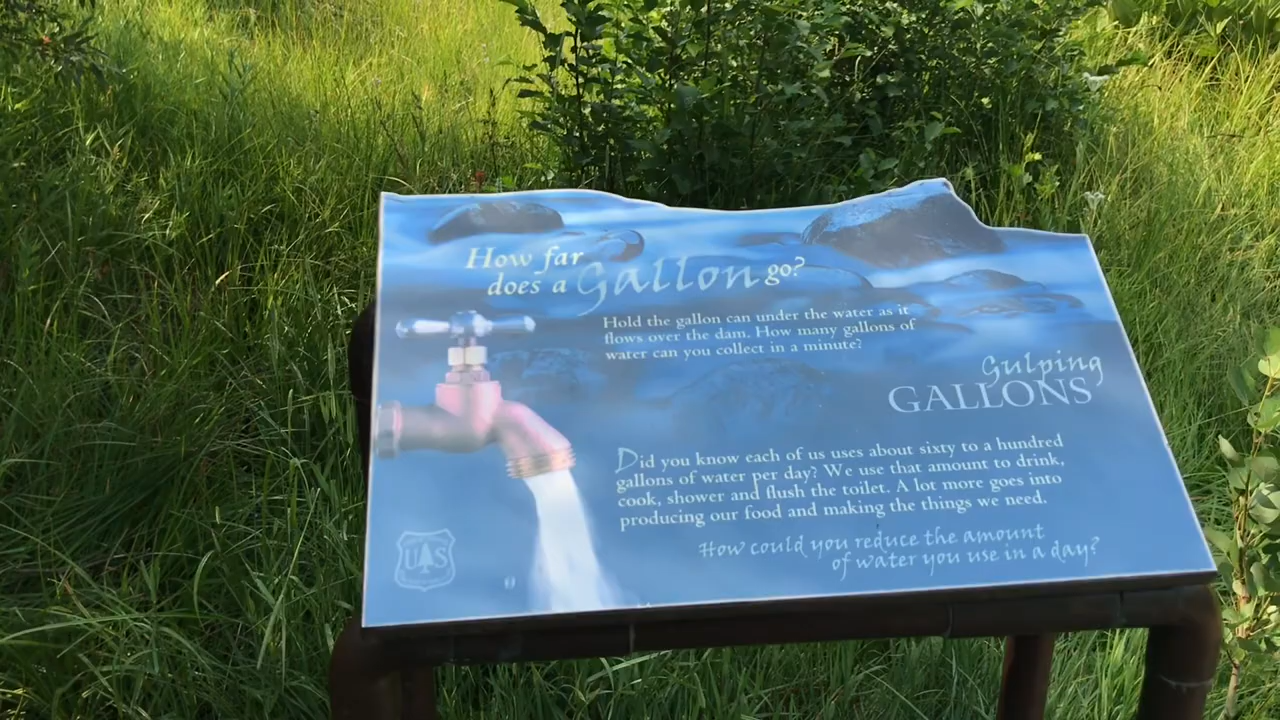 How far
does a Gallon go?
Hold the gallon can under the water as it
flows over the dam. How many gallons of
water can you collect in a minute?
Gulping
GALLONS
Did you know each of us uses about sixty to a hundred
gallons of water per day? We use that amount to drink,
cook, shower and flush the toilet. A lot more goes into
producing our food and making the things we need.
How could you reduce the amount
of water you use in a day?
UAS